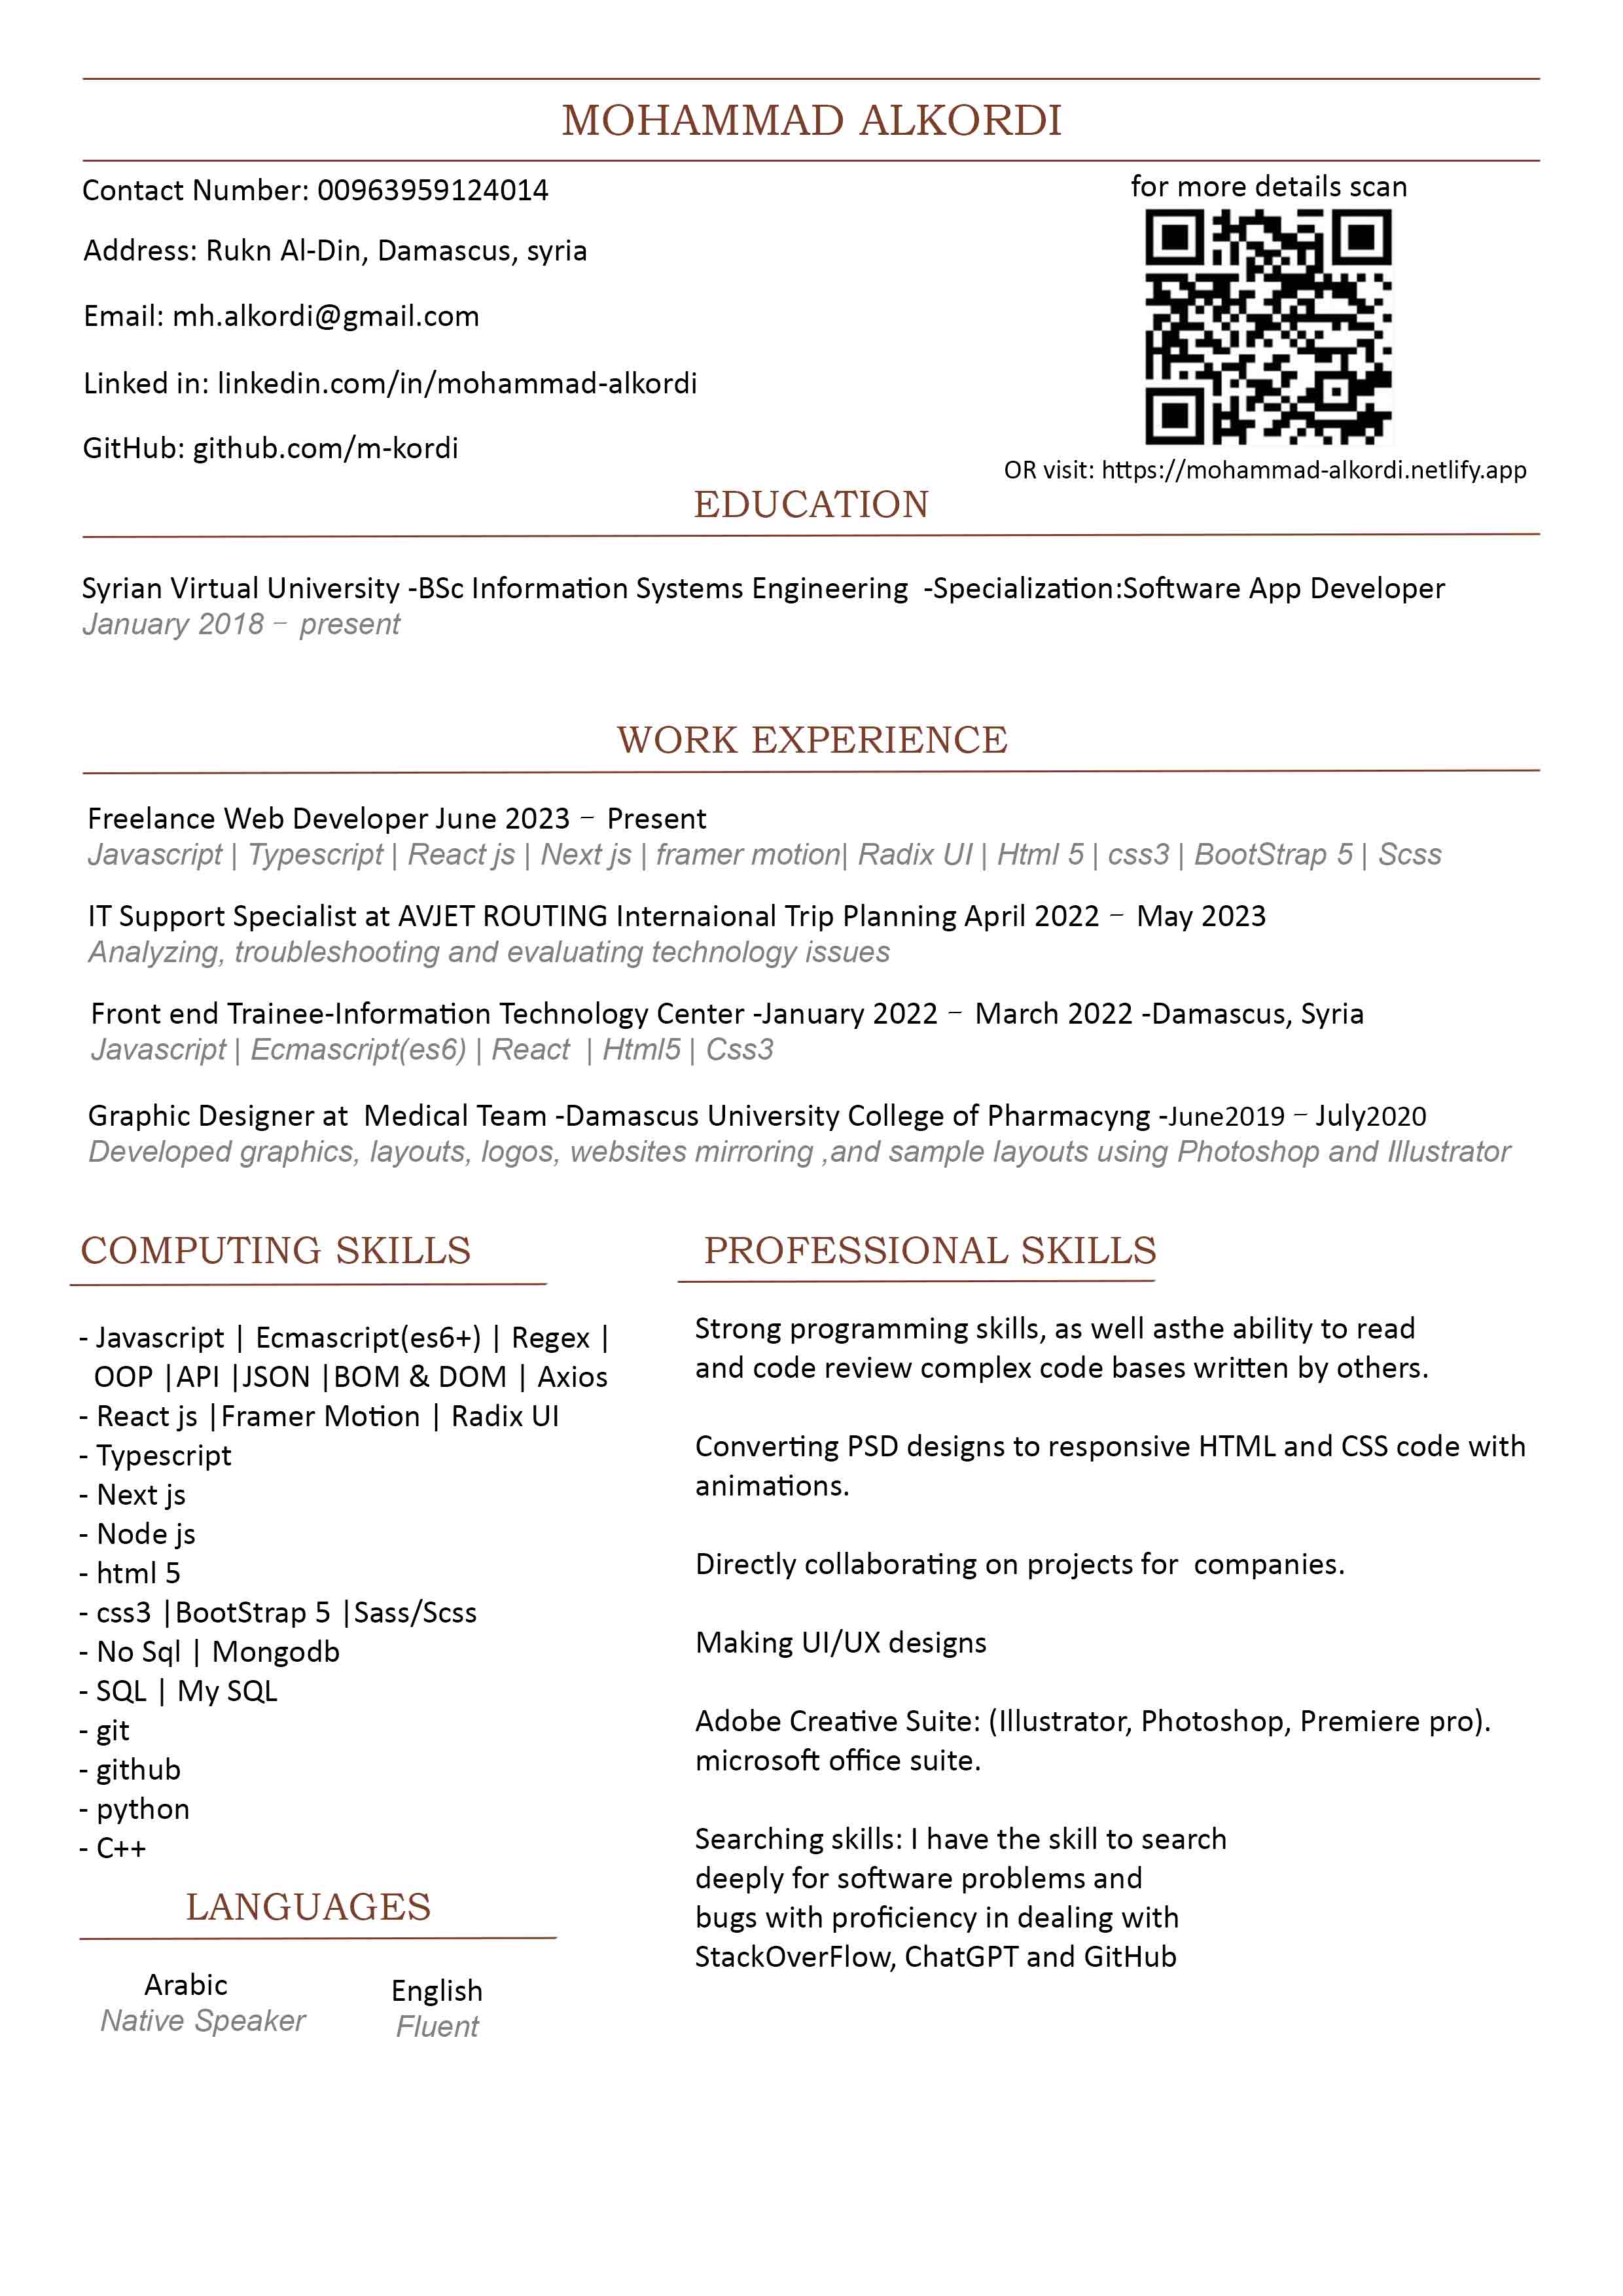 MOHAMMAD ALKORDI
Contact Number: 00963959124014
Address: Rukn Al-Din, Damascus, syria
Email: mh.alkordi@gmail.com
Linked in: linkedin.com/in/mohammad-alkordi
GitHub: github.com/m-kordi
for more details scan
OR visit: https://mohammad-alkordi.netlify.app
EDUCATION
Syrian Virtual University -BSc Information Systems Engineering  -Specialization:Software App Developer
January 2018 – present
WORK EXPERIENCE
Freelance Web Developer June 2023 – Present
Javascript | Typescript | React js | Next js | framer motion| Radix UI | Html 5 | css3 | BootStrap 5 | Scss
IT Support Specialist at AVJET ROUTING Internaional Trip Planning April 2022 – May 2023
Analyzing, troubleshooting and evaluating technology issues
Front end Trainee-Information Technology Center -January 2022 – March 2022 -Damascus, Syria
Javascript | Ecmascript(es6) | React  | Html5 | Css3
Graphic Designer at  Medical Team -Damascus University College of Pharmacyng -June2019 – July2020
Developed graphics, layouts, logos, websites mirroring ,and sample layouts using Photoshop and Illustrator
COMPUTING SKILLS
- Javascript | Ecmascript(es6+) | Regex |
OOP |API |JSON |BOM & DOM | Axios
- React js |Framer Motion | Radix UI
- Typescript
- Next js
- Node js
- html 5
- css3 |BootStrap 5 |Sass/Scss
- No Sql | Mongodb
- SQL | My SQL
- git
- github
- python
- C++
LANGUAGES
Arabic
Native Speaker
English
Fluent
PROFESSIONAL SKILLS
Strong programming skills, as well asthe ability to read
and code review complex code bases written by others.
Converting PSD designs to responsive HTML and CSS code with
animations.
Directly collaborating on projects for  companies.
Making UI/UX designs
Adobe Creative Suite: (Illustrator, Photoshop, Premiere pro).
microsoft office suite.
Searching skills: I have the skill to search
deeply for software problems and
bugs with proficiency in dealing with
StackOverFlow, ChatGPT and GitHub